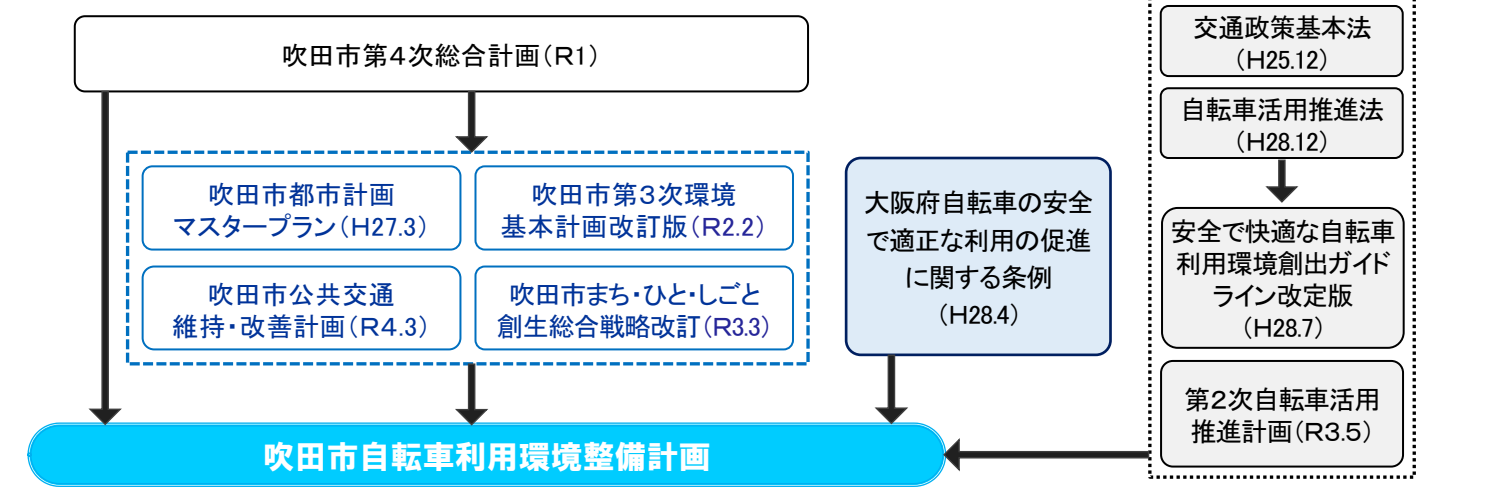 吹田市第４次総合計画（R1）
吹田市都市計画
マスタープラン（H27.3）
吹田市第３次環境
基本計画改訂版（R2.2）
吹田市公共交通
維持・改善計画（R４.３）
吹田市まち・ひと・しごと
創生総合戦略改訂（R3.3）
大阪府自転車の安全
で適正な利用の促進
に関する条例
（H28.4）
交通政策基本法
（H25.12）
自転車活用推進法
（H28.12）
安全で快適な自転車
利用環境創出ガイド
ライン改定版
（H28.7）
第２次自転車活用
推進計画（R3.5）
吹田市自転車利用環境整備計画